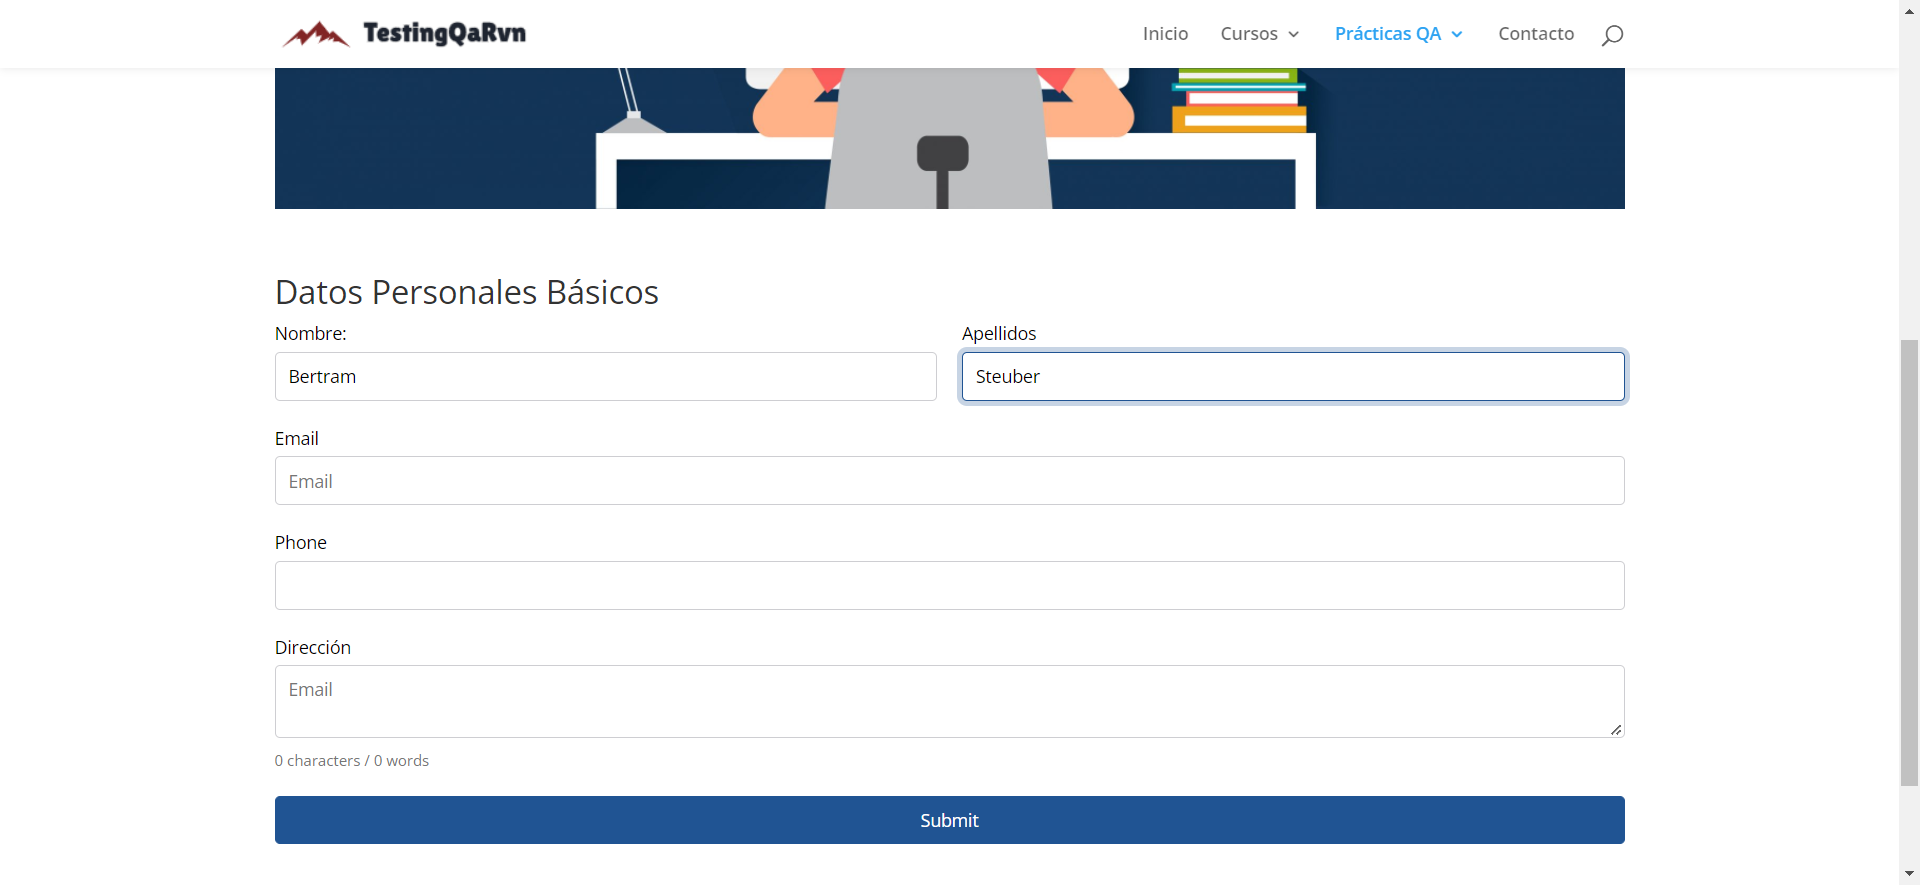 TestingQaRvn
Inicio Cursos Prácticas QA Contacto
Datos Personales Básicos
Nombre: Apellidos
Bertram Steuber
Email
Email
Phone
Dirección
Email
0 characters / 0 words
Submit